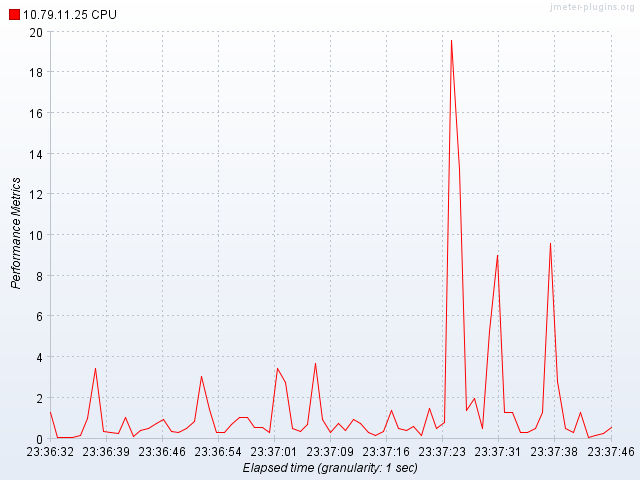 10.79.11.25 CPU
jmeter-plugins.org
20
18
16
14
12
10
8
6
4
2
0
Performance Metrics
23:36:32 23:36:39 23:36:46 23:36:54 23:37:01 23:37:09 23:37:16 23:37:23 23:37:31 23:37:38 23:37:46
Elapsed time (granularity: 1 sec)